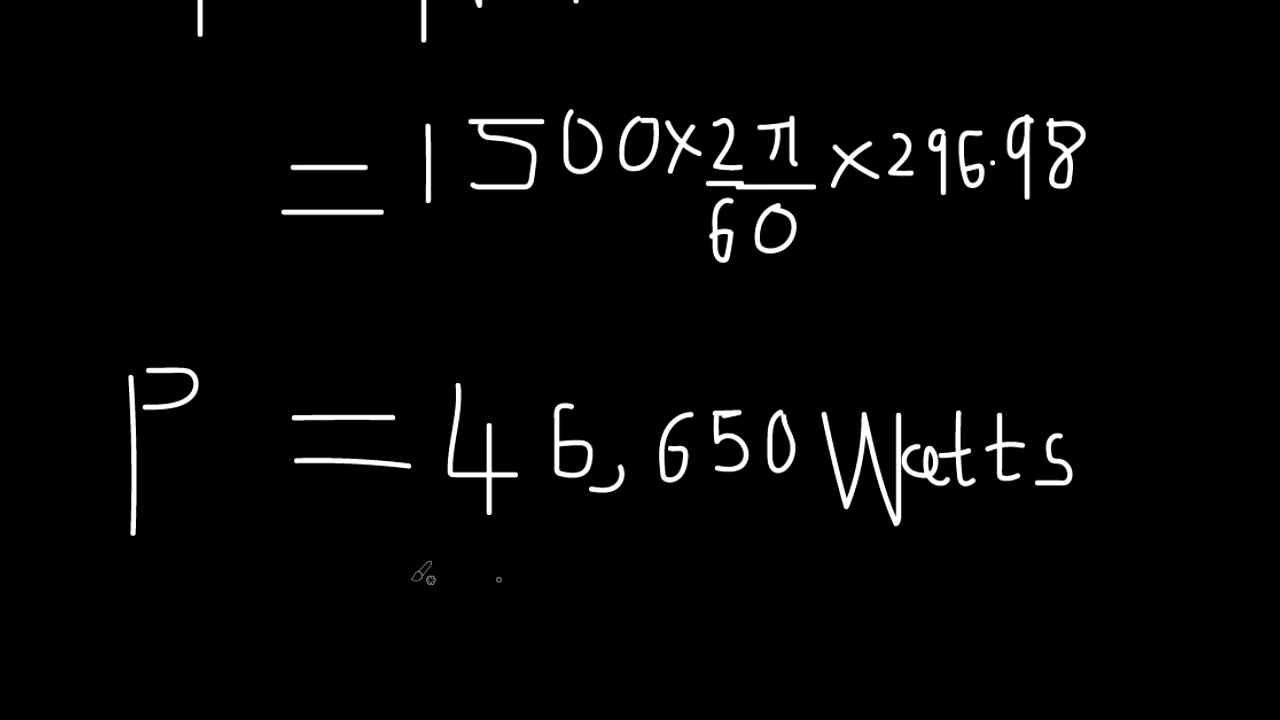 = 1500 × 2π/60 × 296.98
P = 46,650 Watts